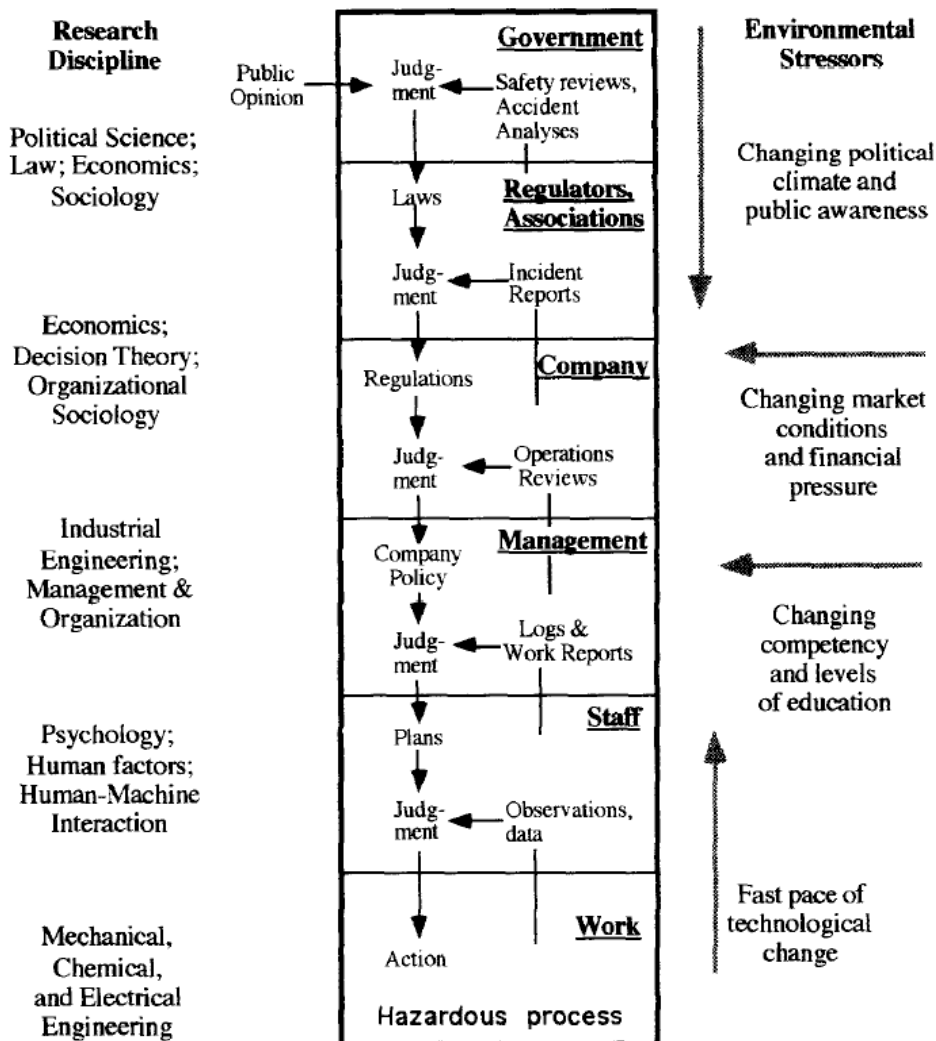 Research
Discipline
Political Science;
Law; Economics;
Sociology
Economics;
Decision Theory;
Organizational
Sociology
Industrial
Engineering;
Management &
Organization
Psychology;
Human factors;
Human-Machine
Interaction
Mechanical,
Chemical,
and Electrical
Engineering
Public
Opinion
Government
Judg-
ment
Safety reviews,
Accident
Analyses
Laws
Regulators,
Associations
Judg-
ment
Incident
Reports
Company
Regulations
Judg-
ment
Operations
Reviews
Management
Company
Policy
Judg-
ment
Logs &
Work Reports
Staff
Plans
Judg-
ment
Observations,
data
Work
Action
Hazardous process
Environmental
Stressors
Changing political
climate and
public awareness
Changing market
conditions
and financial
pressure
Changing
competency
and levels
of education
Fast pace of
technological
change